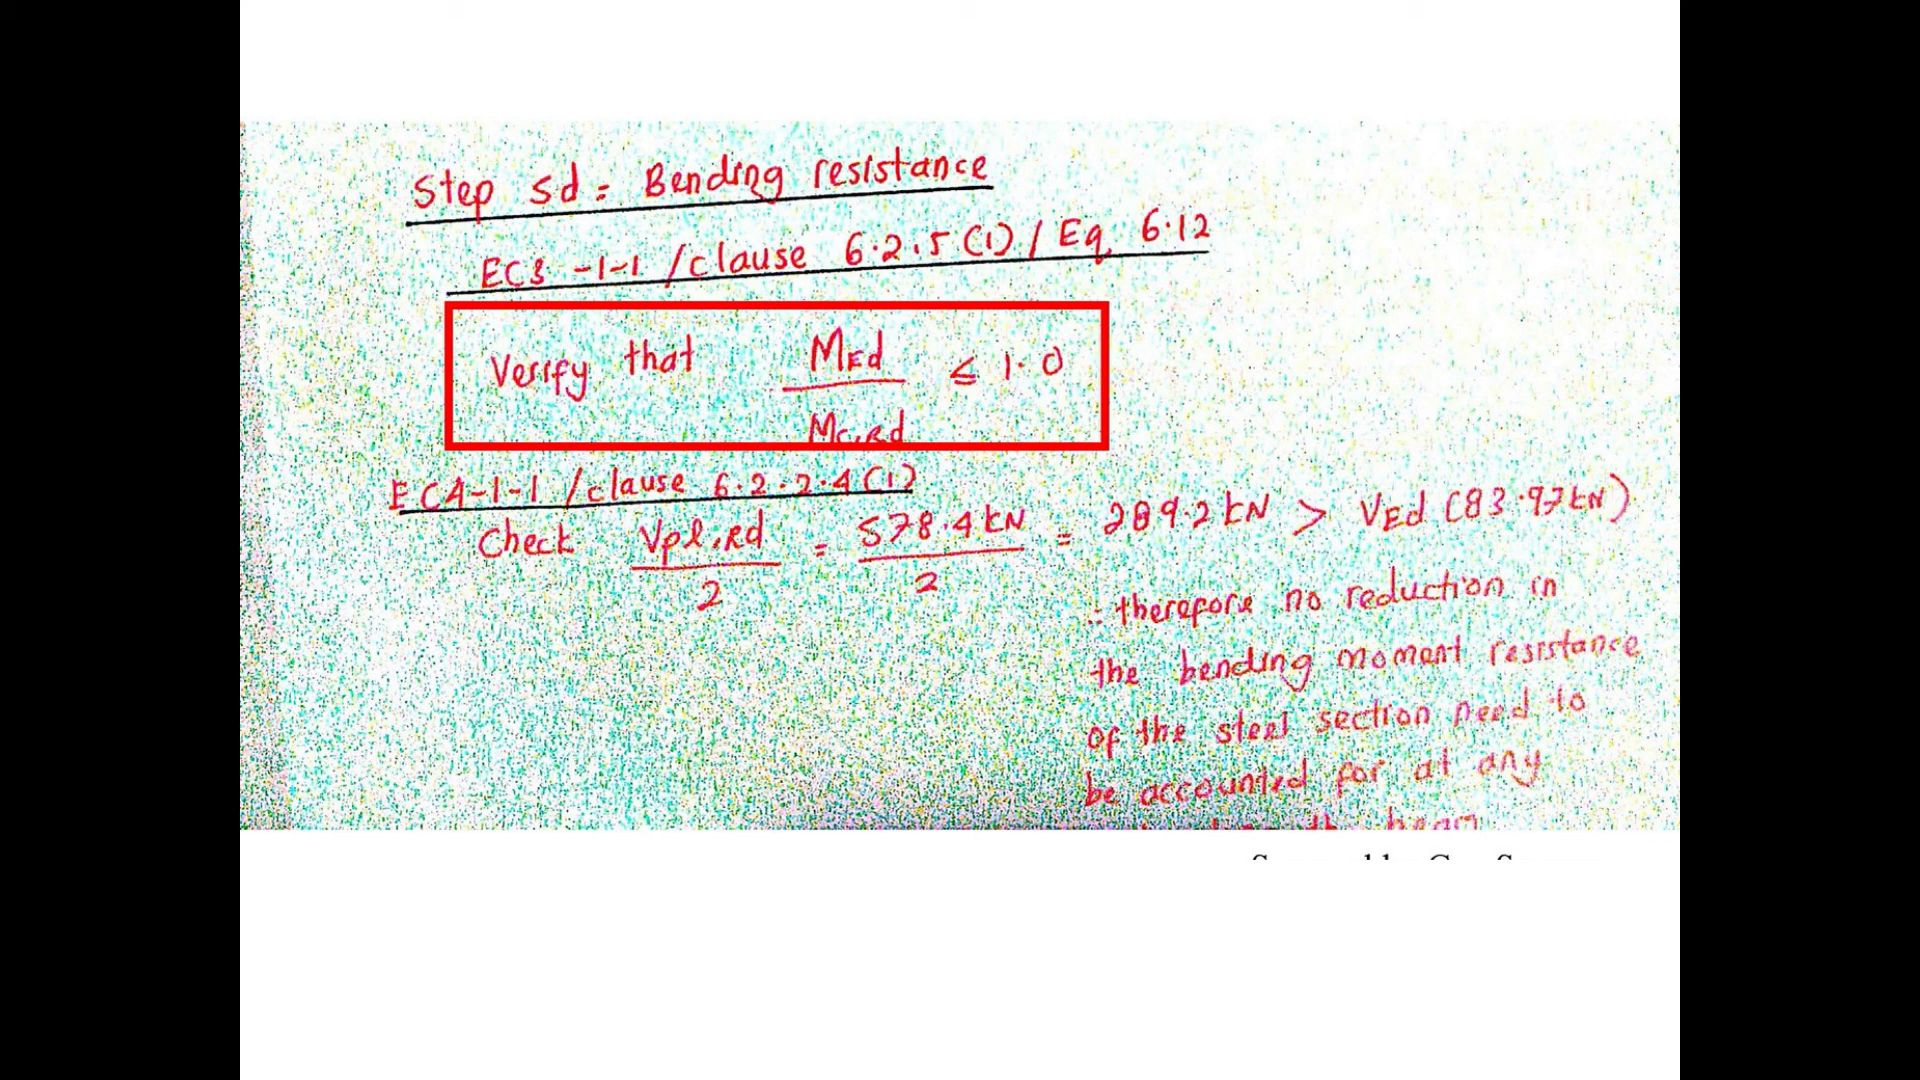 Step 5d: Bending resistance
EC3-1-1/clause 6.2.5(1)/Eq 6.12
Verify that MEd / Mc,Rd ≤ 1.0
EC4-1-1/clause 6.2.2.4(1)
Check Vpl,Rd / 2 = 578.4 kN / 2 = 289.2 kN > VEd (83.97kN)
∴ therefore no reduction in
the bending moment resistance
of the steel section need to
be accounted for at any
beam